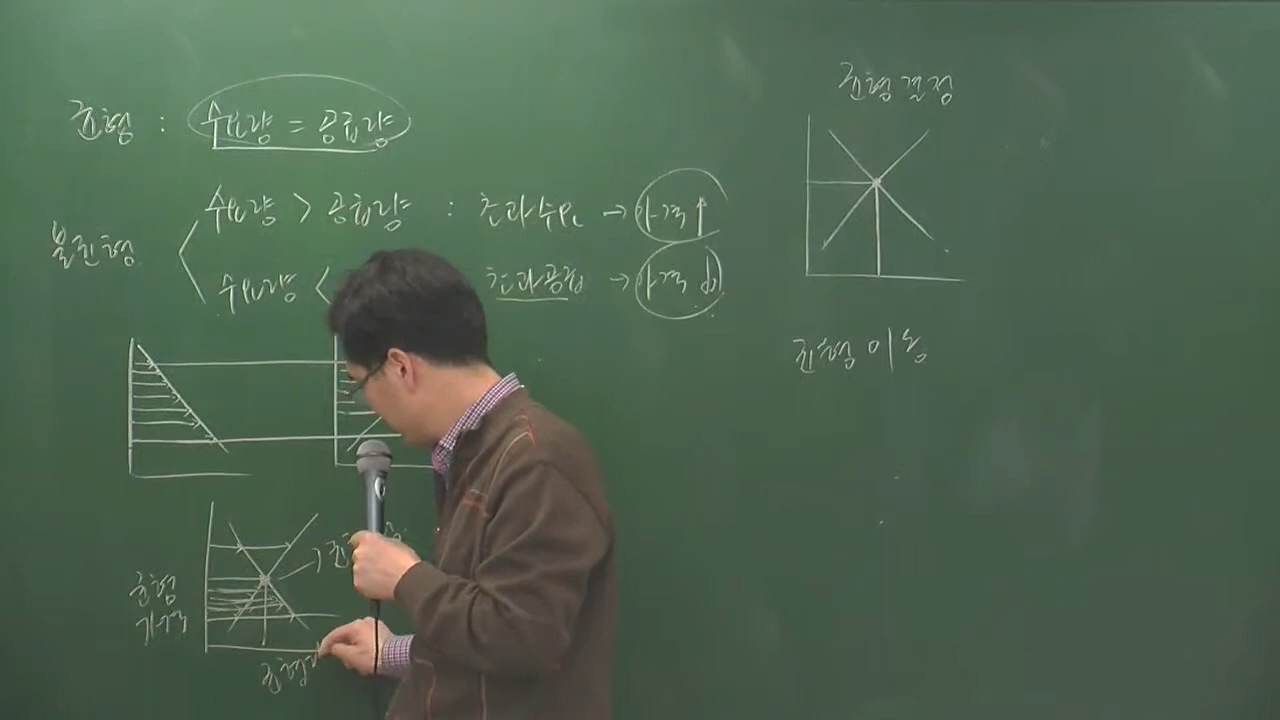 균형 : 수요량 = 공급량
불균형
수요량 > 공급량 : 초과수요 → 가격 ↑
수요량 < 초과공급 → 가격 ↓
균형
가격
균형
균형결정
균형이동